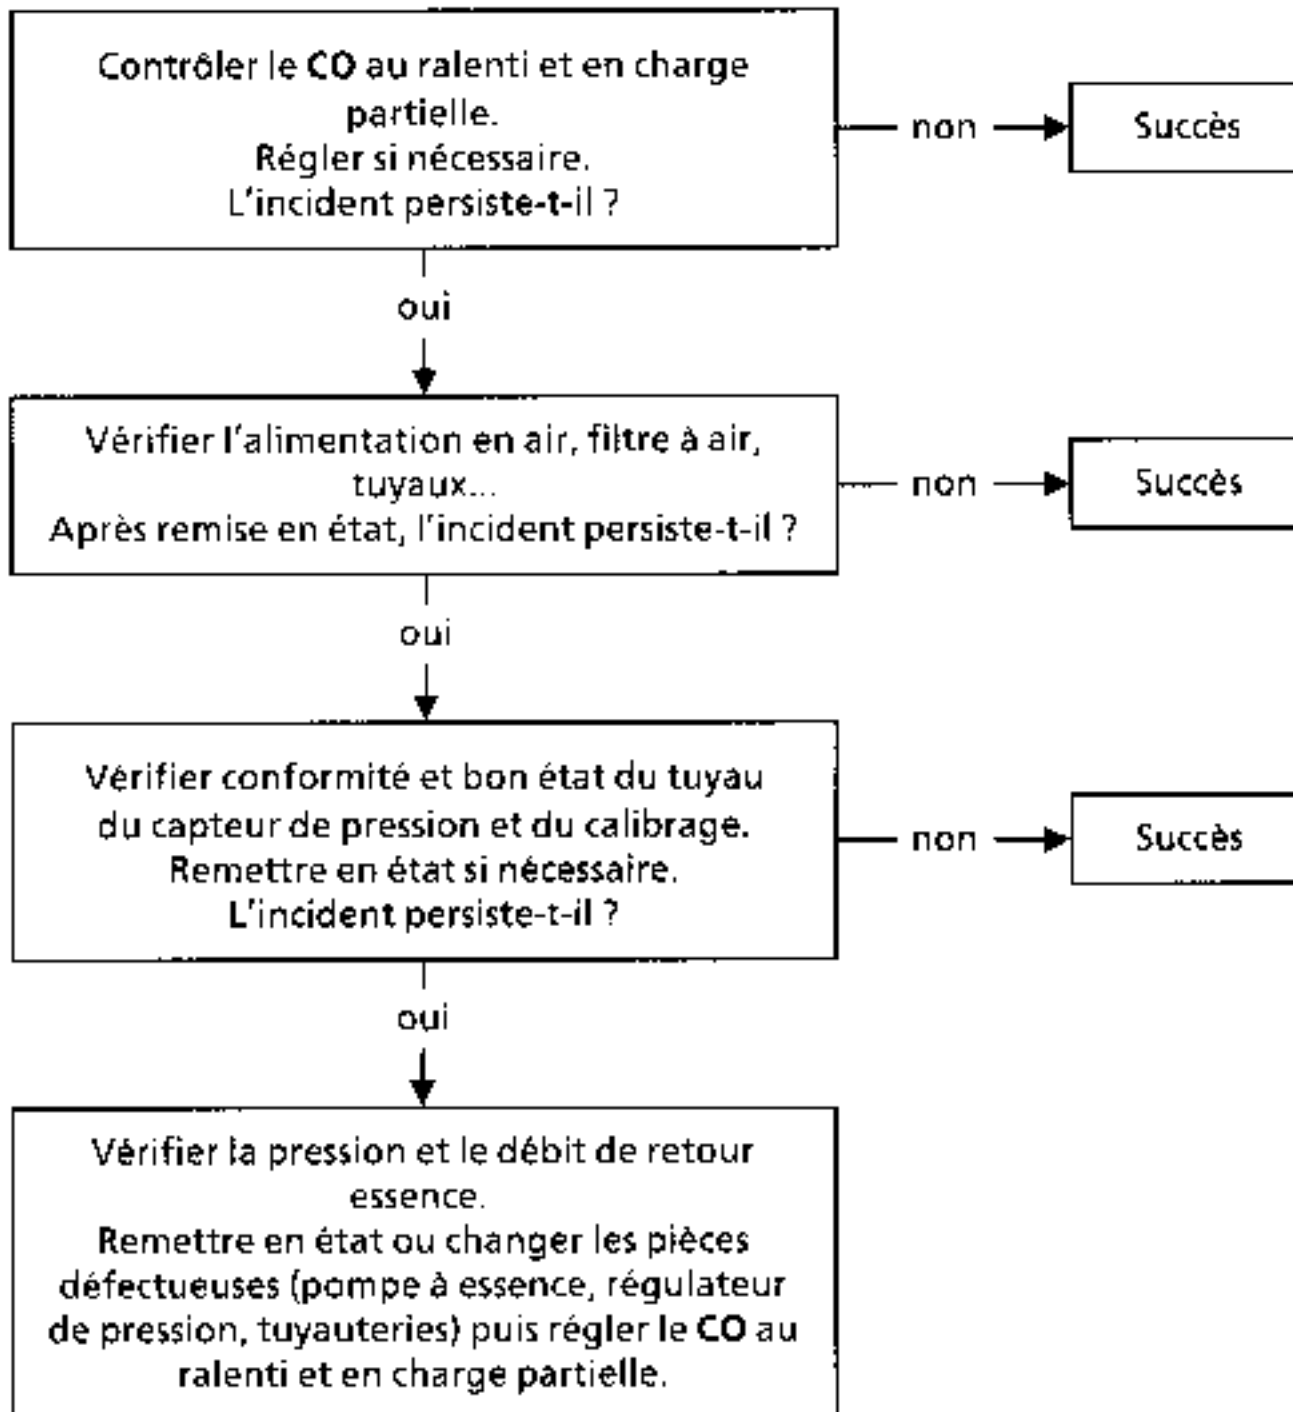 Contrôler le CO au ralenti et en charge
partielle.
Régler si nécessaire.
L'incident persiste-t-il ?
non
Succès
oui
Vérifier l'alimentation en air, filtre à air,
tuyaux...
Après remise en état, l'incident persiste-t-il ?
non
Succès
oui
Vérifier conformité et bon état du tuyau
du capteur de pression et du calibrage.
Remettre en état si nécessaire.
L'incident persiste-t-il ?
non
Succès
oui
Vérifier la pression et le débit de retour
essence.
Remettre en état ou changer les pièces
défectueuses (pompe à essence, régulateur
de pression, tuyauteries) puis régler le CO au
ralenti et en charge partielle.